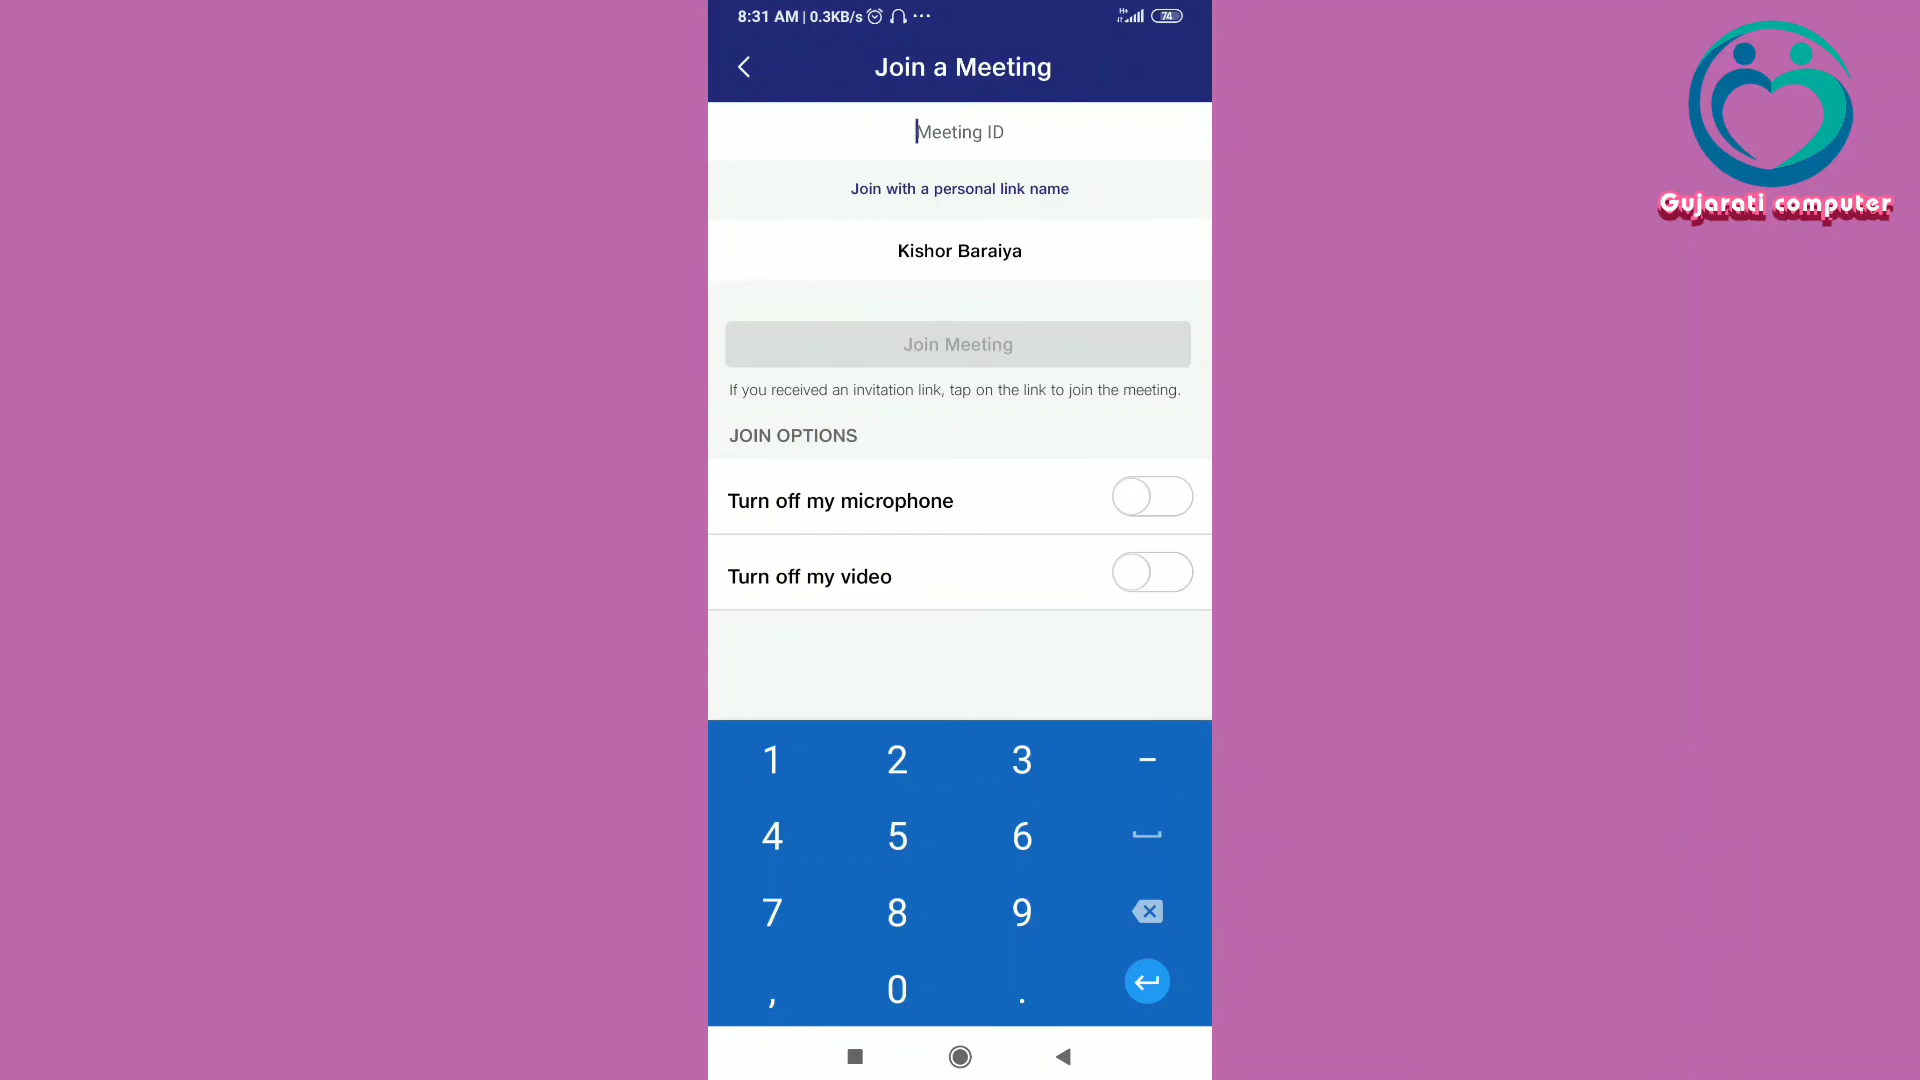 8:31 AM | 0.3KB/s
H+
74
Join a Meeting
Meeting ID
Join with a personal link name
Kishor Baraiya
Join Meeting
If you received an invitation link, tap on the link to join the meeting.
JOIN OPTIONS
Turn off my microphone
Turn off my video
1 2 3 –
4 5 6
7 8 9
, 0 .
Gujarati computer